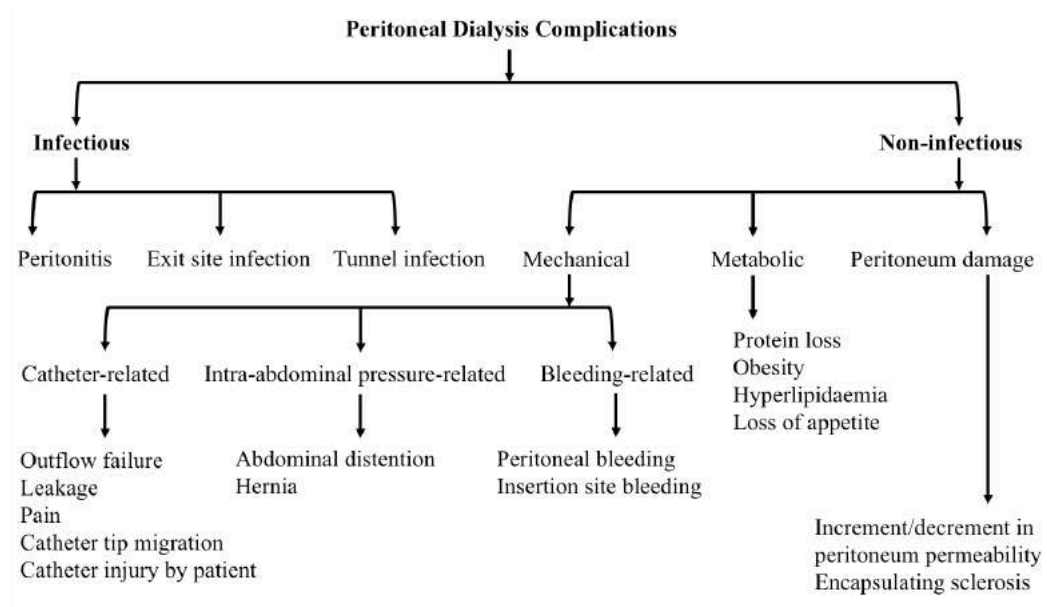 Peritoneal Dialysis Complications
Infectious
Non-infectious
Peritonitis
Exit site infection
Tunnel infection
Mechanical
Metabolic
Peritoneum damage
Catheter-related
Intra-abdominal pressure-related
Bleeding-related
Protein loss
Obesity
Hyperlipidaemia
Loss of appetite
Outflow failure
Leakage
Pain
Catheter tip migration
Catheter injury by patient
Abdominal distention
Hernia
Peritoneal bleeding
Insertion site bleeding
Increment/decrement in
peritoneum permeability
Encapsulating sclerosis